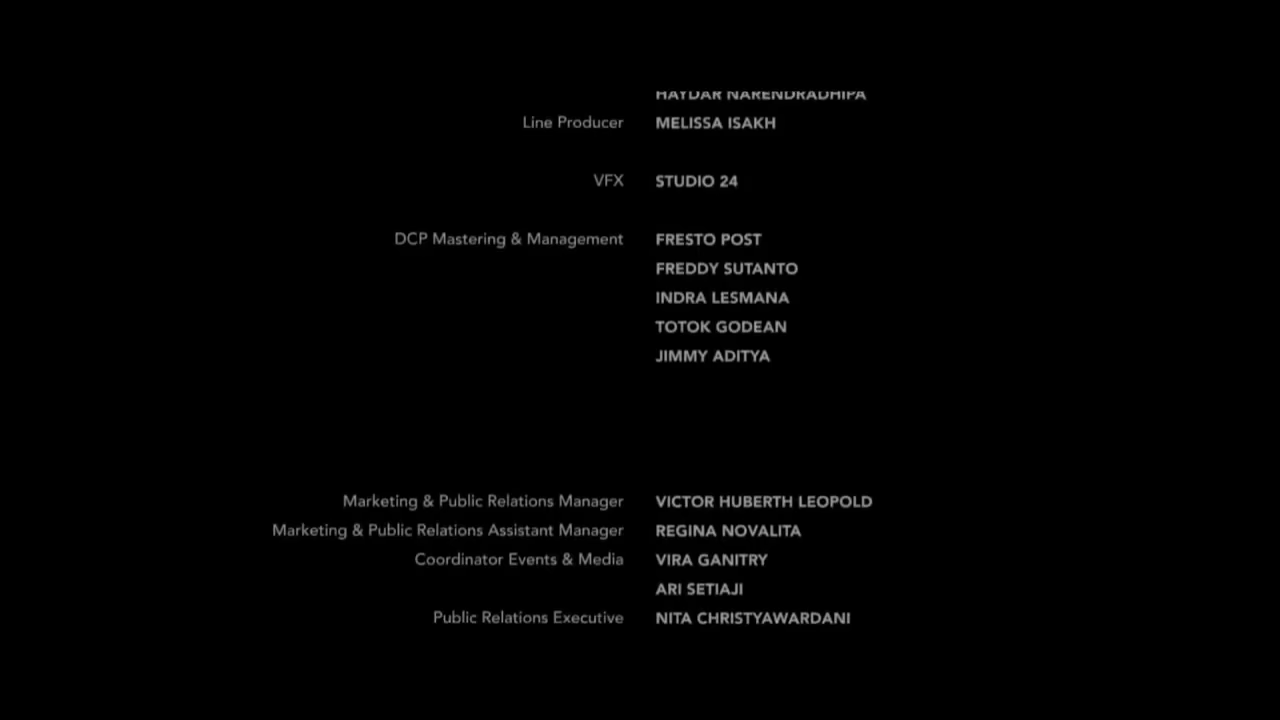 HAYDAR NARENDRADHIPA
Line Producer MELISSA ISAKH
VFX STUDIO 24
DCP Mastering & Management FRESTO POST
FREDDY SUTANTO
INDRA LESMANA
TOTOK GODEAN
JIMMY ADITYA
Marketing & Public Relations Manager VICTOR HUBERTH LEOPOLD
Marketing & Public Relations Assistant Manager REGINA NOVALITA
Coordinator Events & Media VIRA GANITRY
ARI SETIAJI
Public Relations Executive NITA CHRISTYAWARDANI